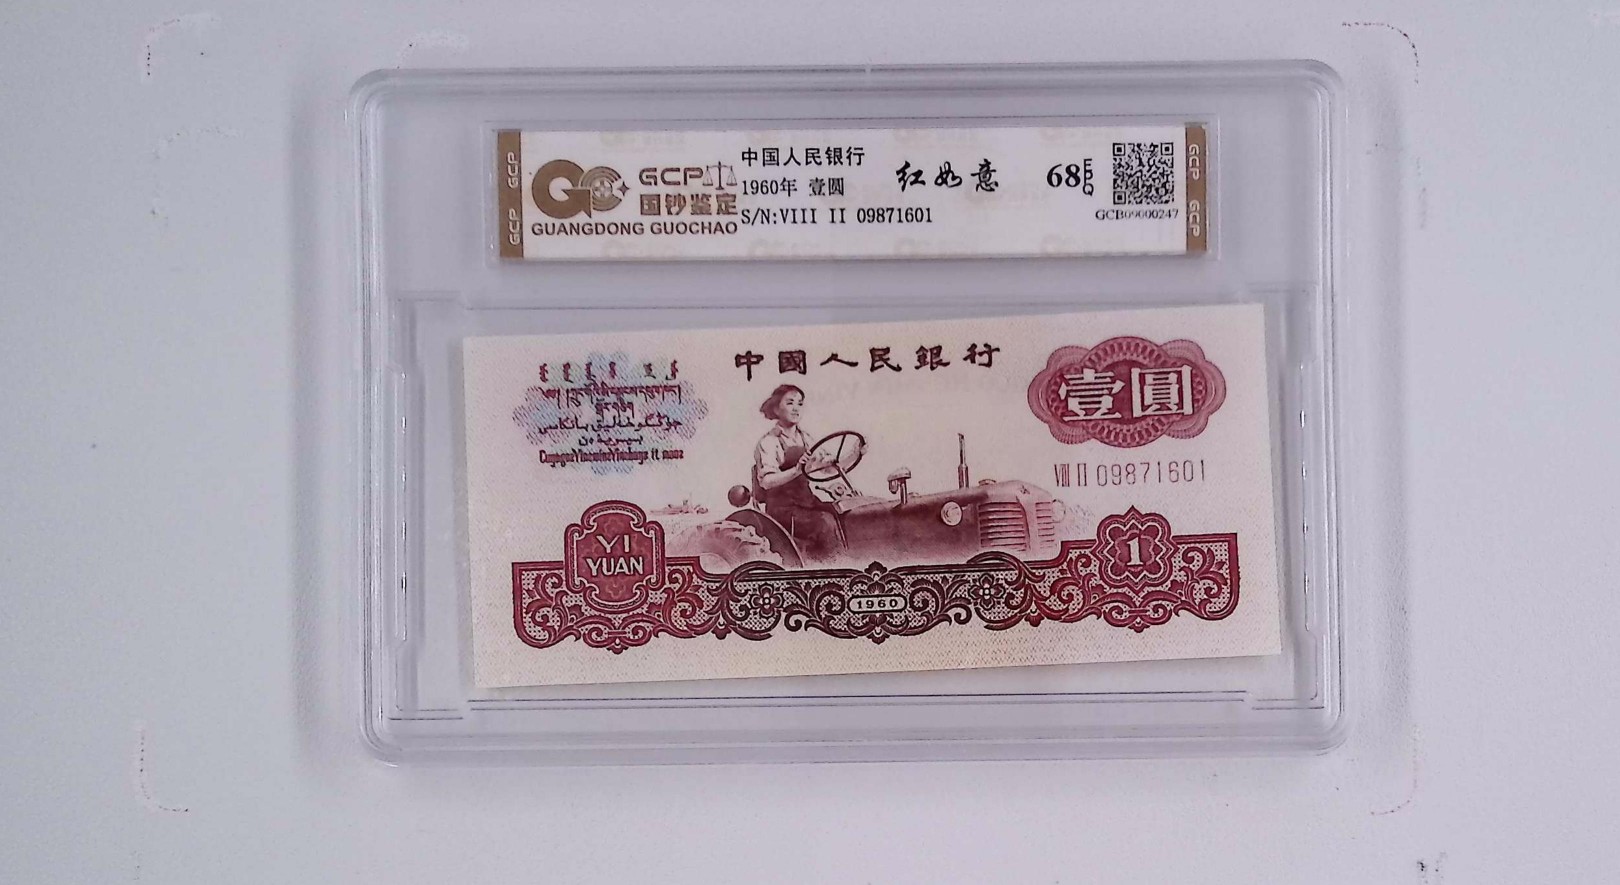 GCP GCP
GCP
国钞鉴定
GUANGDONG GUOCHAO
中国人民银行
1960年 壹圆
S/N:VIII II 09871601
红如意
68EPQ
GCB09000247
GCP GCP
中國人民銀行
壹圓
VIII II 09871601
YI
YUAN
1960
1